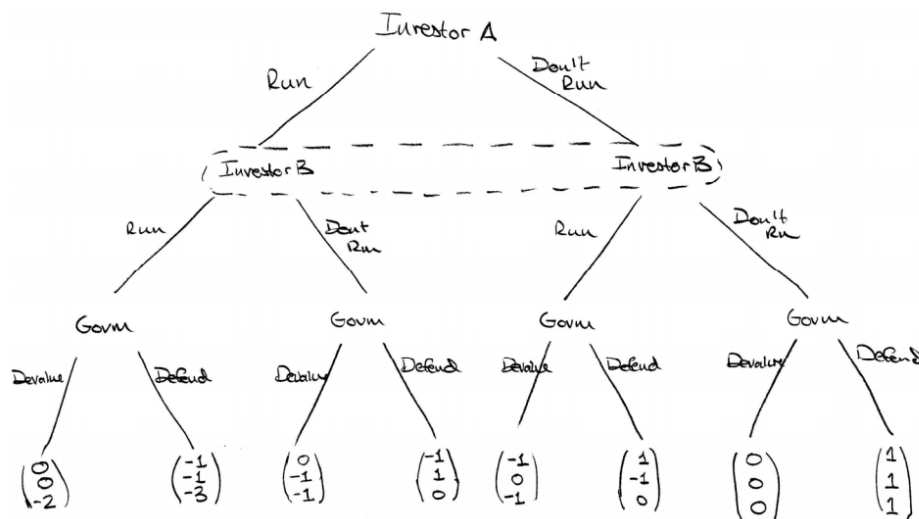 Investor A
Run Don't Run
Investor B Investor B
Run Don't Run Run Don't Run
Govm Govm Govm Govm
Devalue Defend Devalue Defend Devalue Defend Devalue Defend
0 -1 0 -1 -1 1 0 1
0 -1 -1 1 0 -1 0 1
-2 -3 -1 0 -1 0 0 1